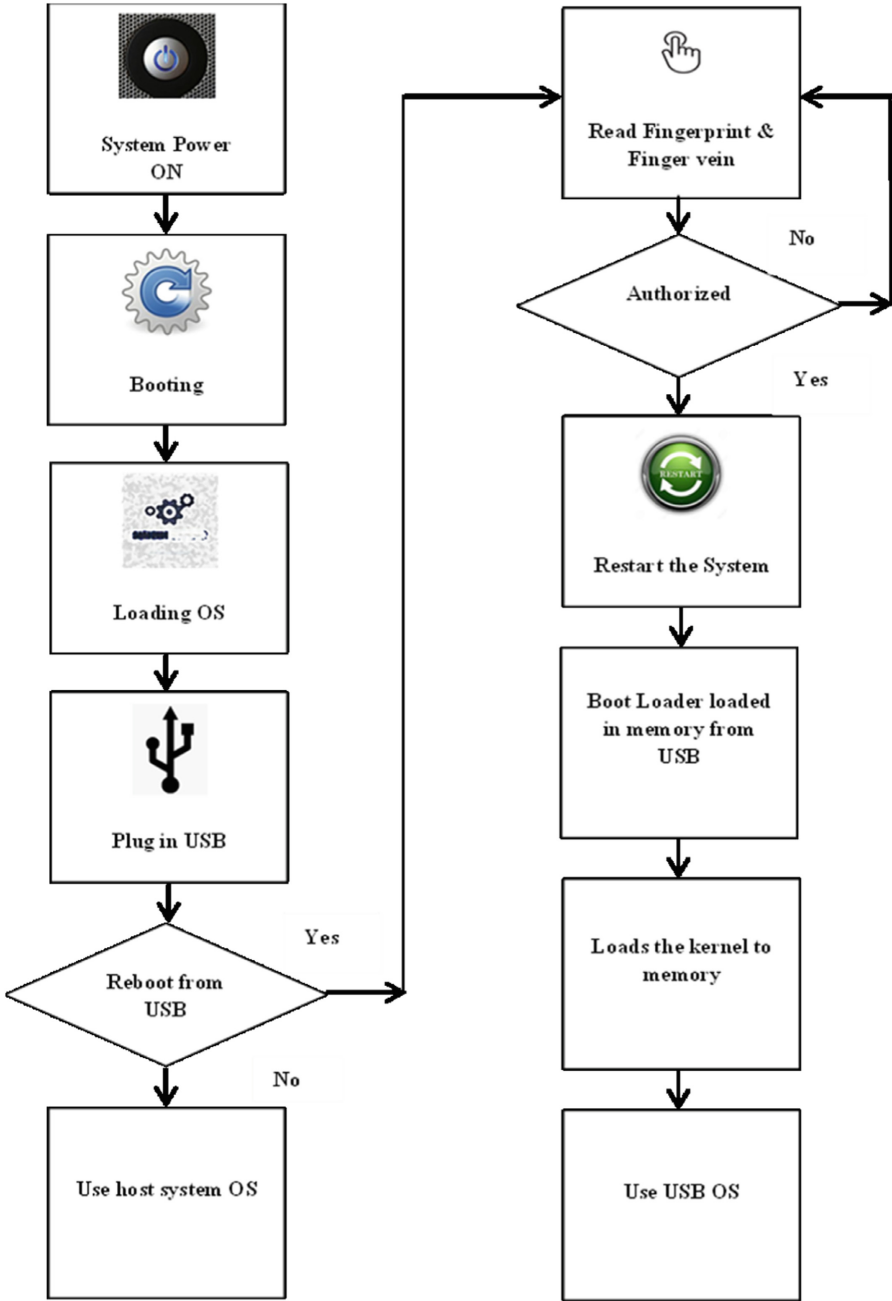 System Power
ON
Booting
Loading OS
Plug in USB
Reboot from
USB
Yes
No
Use host system OS
Read Fingerprint &
Finger vein
Authorized
No
Yes
RESTART
Restart the System
Boot Loader loaded
in memory from
USB
Loads the kernel to
memory
Use USB OS